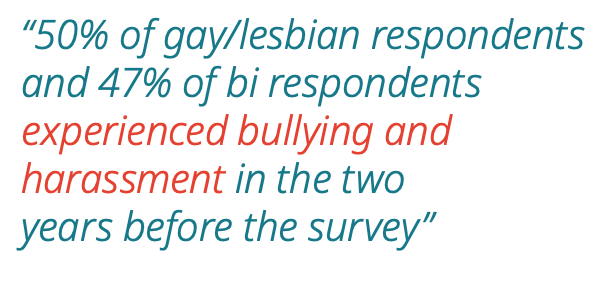 “50% of gay/lesbian respondents
and 47% of bi respondents
experienced bullying and
harassment in the two
years before the survey”